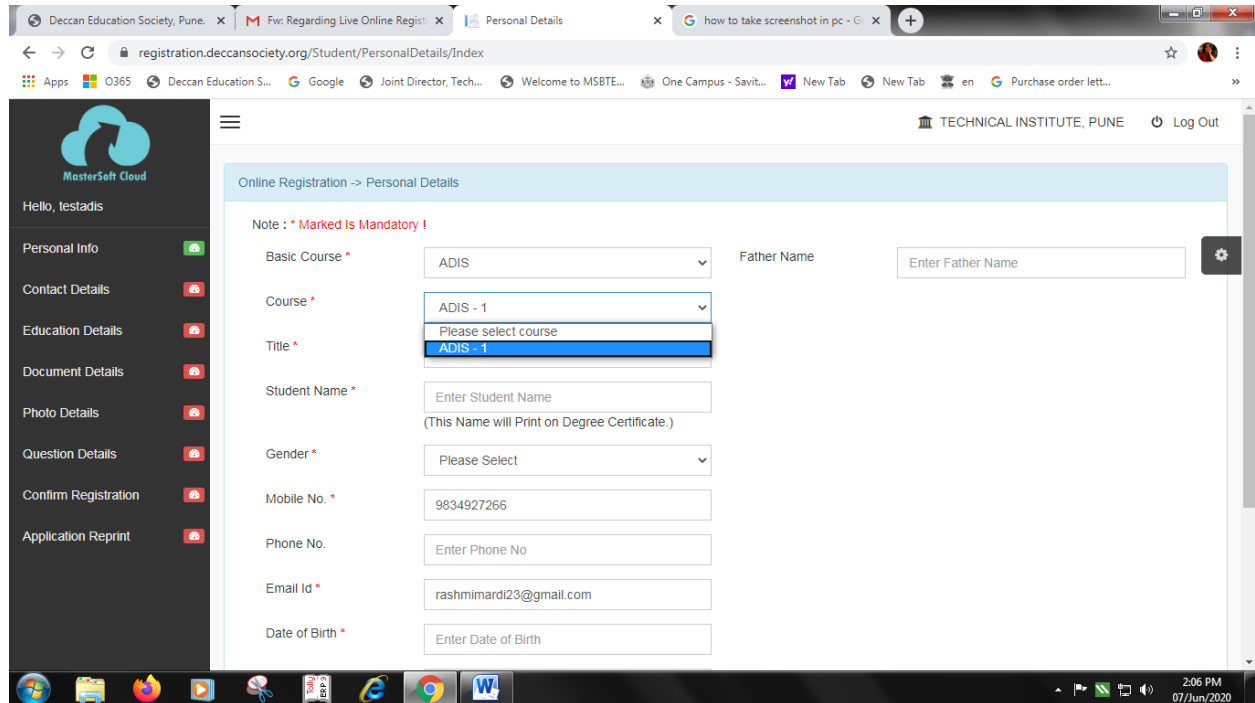 Deccan Education Society, Pune.
Fw: Regarding Live Online Regist
Personal Details
how to take screenshot in pc - G
registration.deccansociety.org/Student/PersonalDetails/Index
Apps
O365
Deccan Education S...
Google
Joint Director, Tech...
Welcome to MSBTE...
One Campus - Savit...
New Tab
New Tab
en
Purchase order lett...
»
MasterSoft Cloud
TECHNICAL INSTITUTE, PUNE
Log Out
Hello, testadis
Personal Info
Contact Details
Education Details
Document Details
Photo Details
Question Details
Confirm Registration
Application Reprint
Online Registration -> Personal Details
Note : * Marked Is Mandatory !
Basic Course *
ADIS
Father Name
Enter Father Name
Course *
ADIS - 1
Please select course
ADIS - 1
Title *
Student Name *
Enter Student Name
(This Name will Print on Degree Certificate.)
Gender *
Please Select
Mobile No. *
9834927266
Phone No.
Enter Phone No
Email Id *
rashmimardi23@gmail.com
Date of Birth *
Enter Date of Birth
Tally
ERP 9
W
2:06 PM
07/Jun/2020